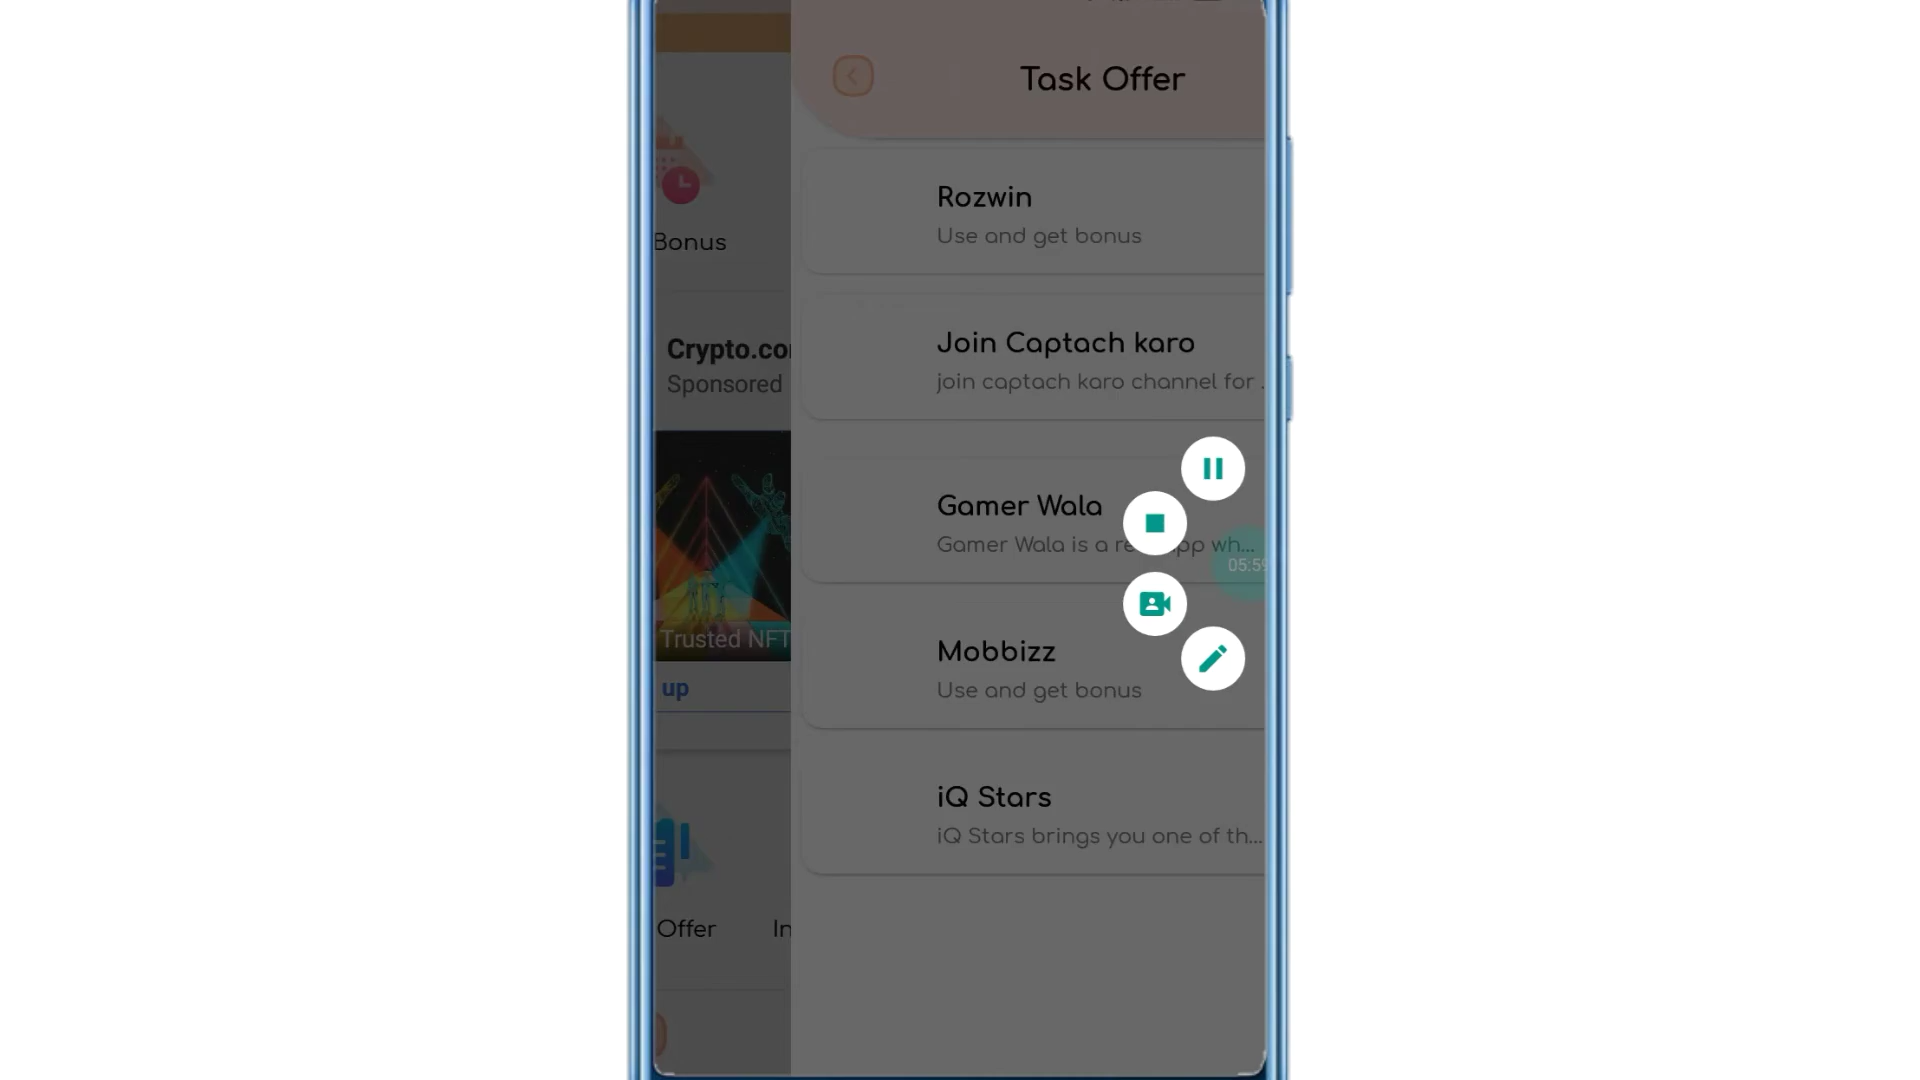 Task Offer
Bonus
Rozwin
Use and get bonus
Crypto.co
Sponsored
Join Captach karo
join captach karo channel for .
Gamer Wala
Gamer Wala is a re pp wh...
05:59
Trusted NFT
up
Mobbizz
Use and get bonus
iQ Stars
iQ Stars brings you one of th...
Offer
In